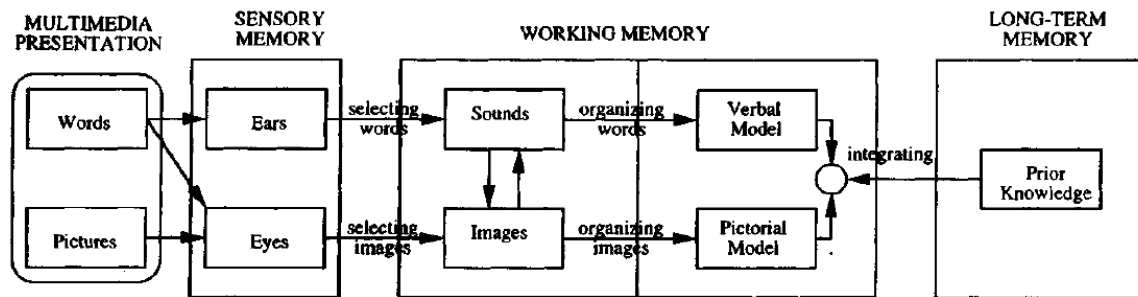 MULTIMEDIA
PRESENTATION
SENSORY
MEMORY
WORKING MEMORY
LONG-TERM
MEMORY
Words
Ears
selecting
words
Sounds
organizing
words
Verbal
Model
integrating
Prior
Knowledge
Pictures
Eyes
selecting
images
Images
organizing
images
Pictorial
Model